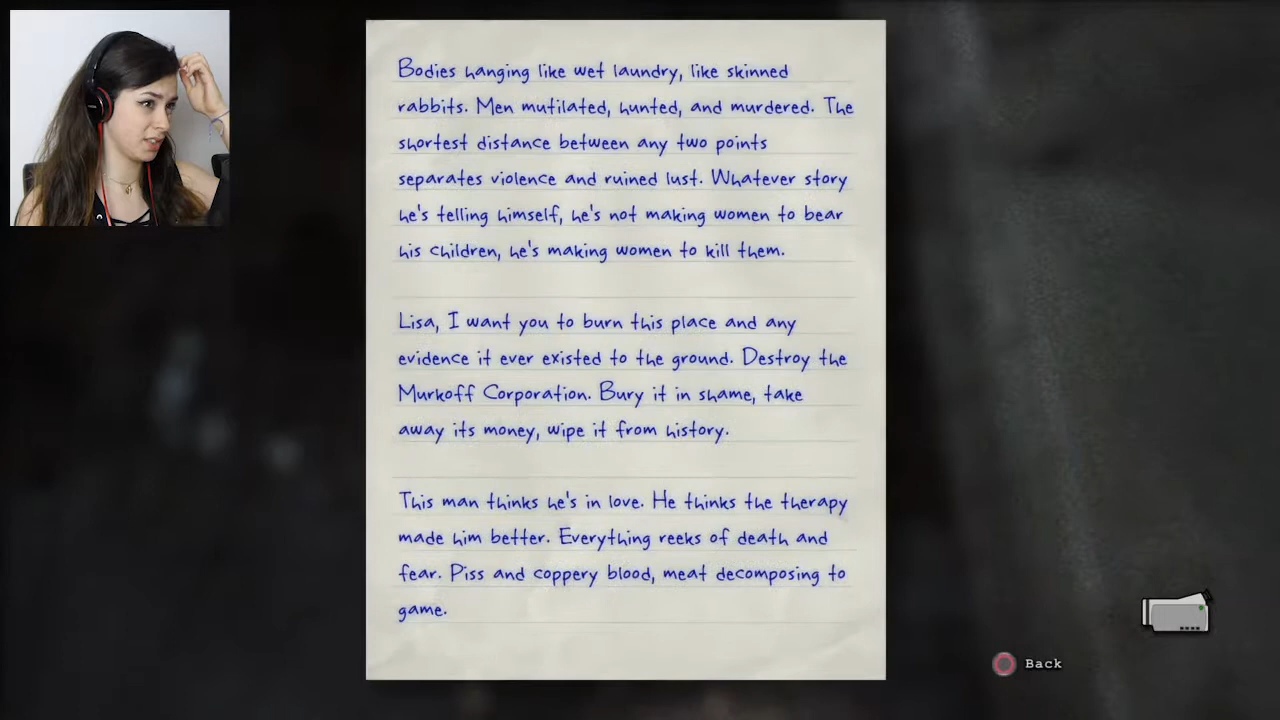 Bodies hanging like wet laundry, like skinned
rabbits. Men mutilated, hunted, and murdered. The
shortest distance between any two points
separates violence and ruined lust. Whatever story
he's telling himself, he's not making women to bear
his children, he's making women to kill them.
Lisa, I want you to burn this place and any
evidence it ever existed to the ground. Destroy the
Murkoff Corporation. Bury it in shame, take
away its money, wipe it from history.
This man thinks he's in love. He thinks the therapy
made him better. Everything reeks of death and
fear. Piss and coppery blood, meat decomposing to
game.
Back